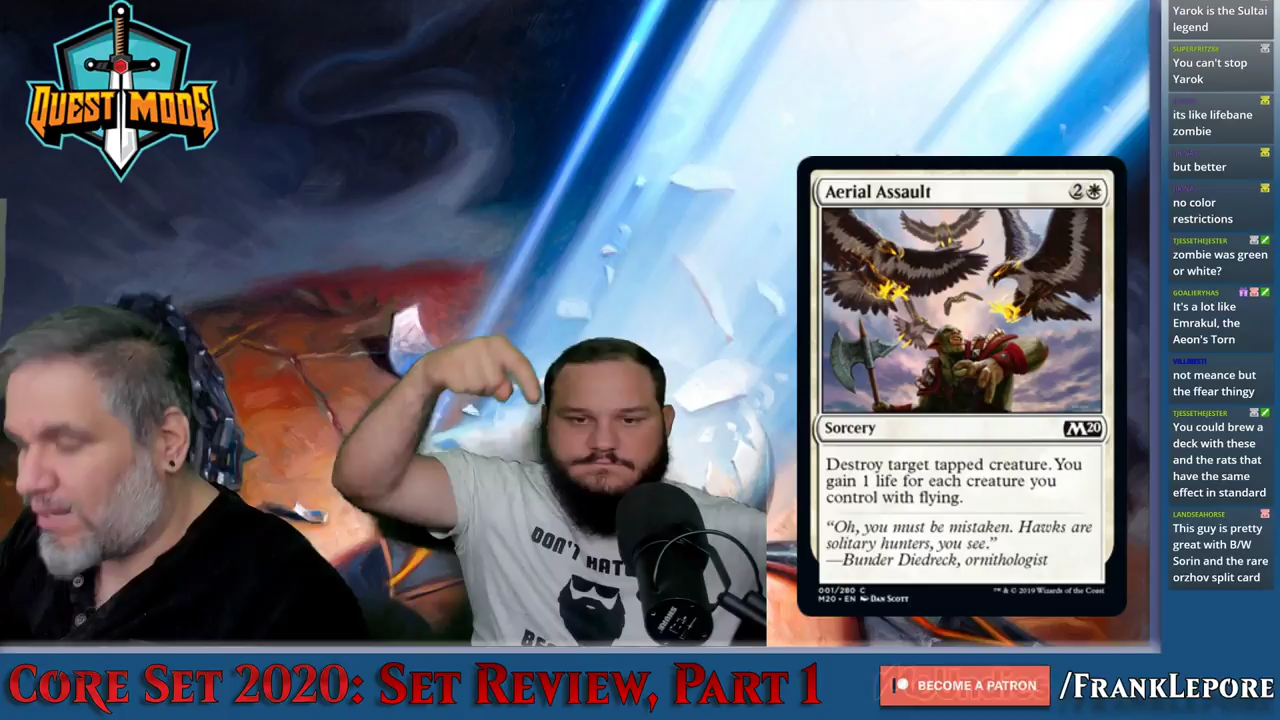 QUEST MODE
Aerial Assault 2
Sorcery M20
Destroy target tapped creature. You
gain 1 life for each creature you
control with flying.
“Oh, you must be mistaken. Hawks are
solitary hunters, you see.”
—Bunder Diedreck, ornithologist
001/280 C
M20 • EN DAN SCOTT
™ & © 2019 Wizards of the Coast
DON'T HATE
SHURE
Yarok is the Sultai
legend
SUPERFRITZ88
You can't stop
Yarok
its like lifebane
zombie
but better
no color
restrictions
TJESSETHEJESTER
zombie was green
or white?
GOALIERYHAS
It's a lot like
Emrakul, the
Aeon's Torn
not meance but
the ffear thingy
TJESSETHEJESTER
You could brew a
deck with these
and the rats that
have the same
effect in standard
LANDSEAHORSE
This guy is pretty
great with B/W
Sorin and the rare
orzhov split card
CORE SET 2020: SET REVIEW, PART 1
BECOME A PATRON
/FRANKLEPORE